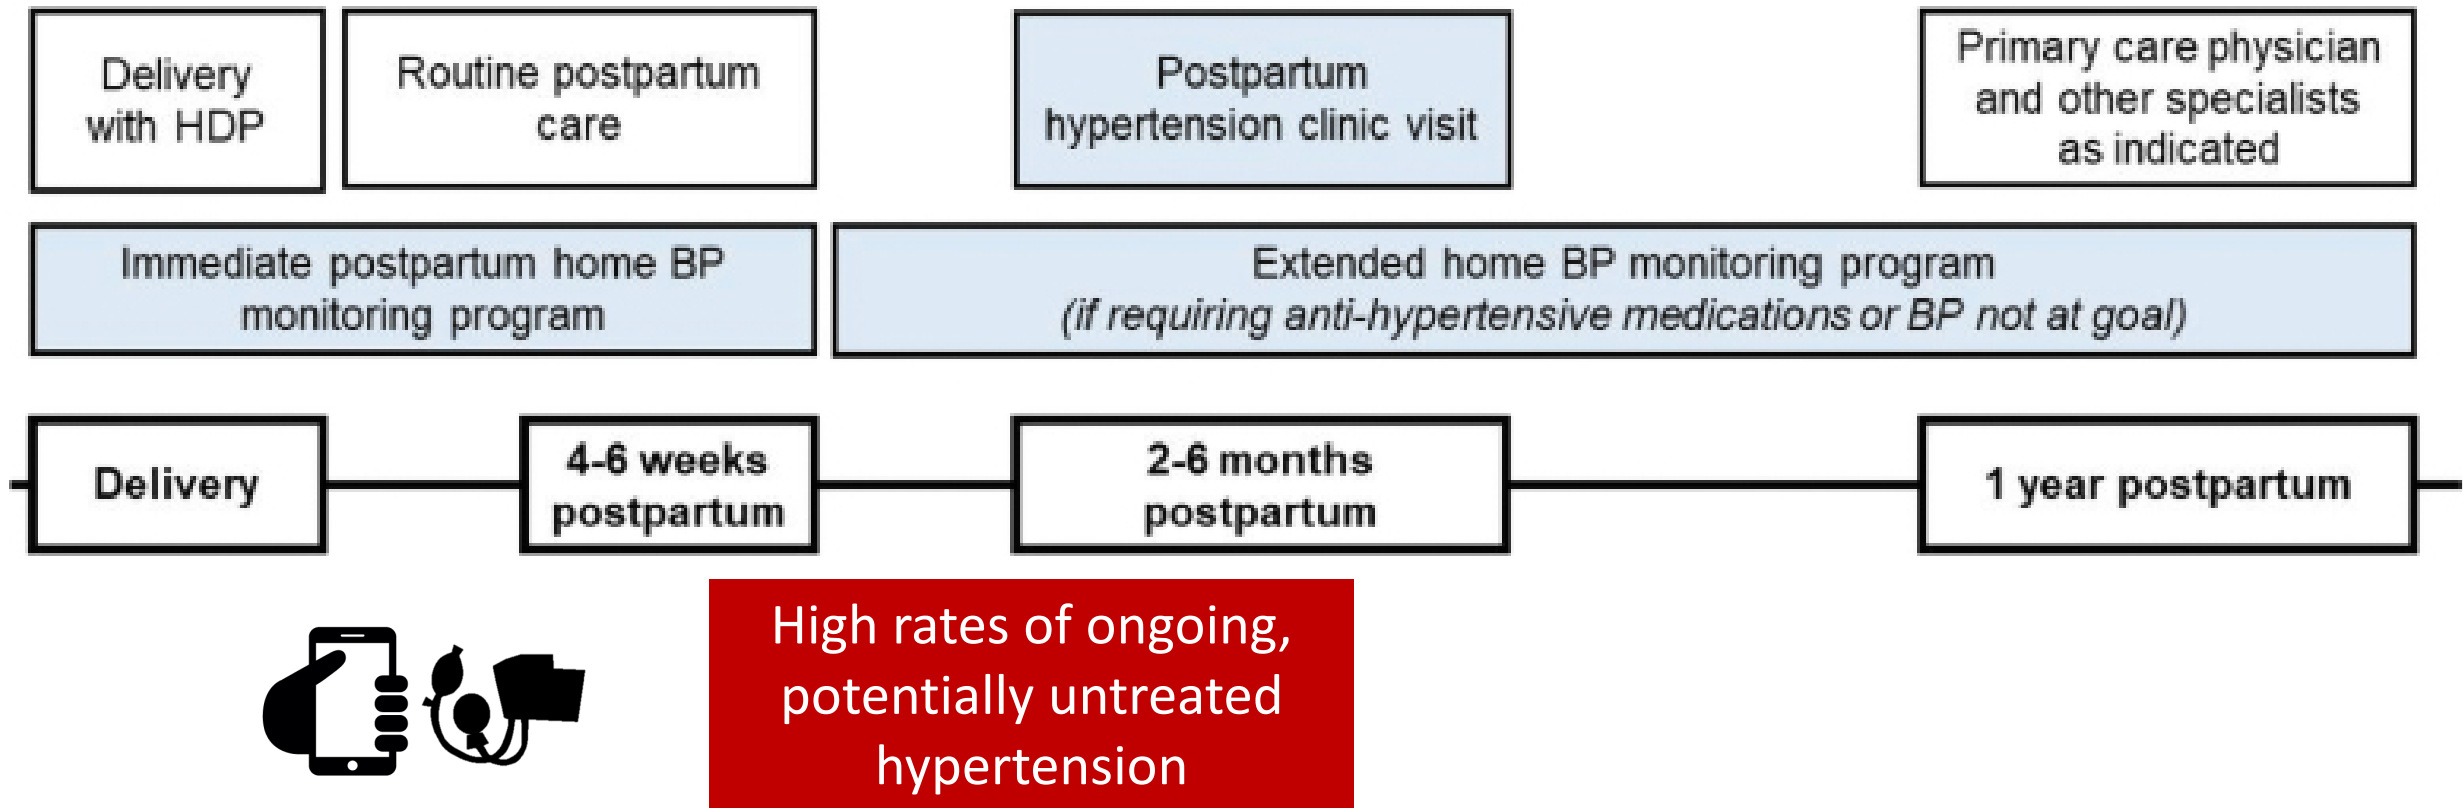 Delivery
with HDP
Routine postpartum
care
Postpartum
hypertension clinic visit
Primary care physician
and other specialists
as indicated
Immediate postpartum home BP
monitoring program
Extended home BP monitoring program
(if requiring anti-hypertensive medications or BP not at goal)
Delivery
4-6 weeks
postpartum
2-6 months
postpartum
1 year postpartum
High rates of ongoing,
potentially untreated
hypertension